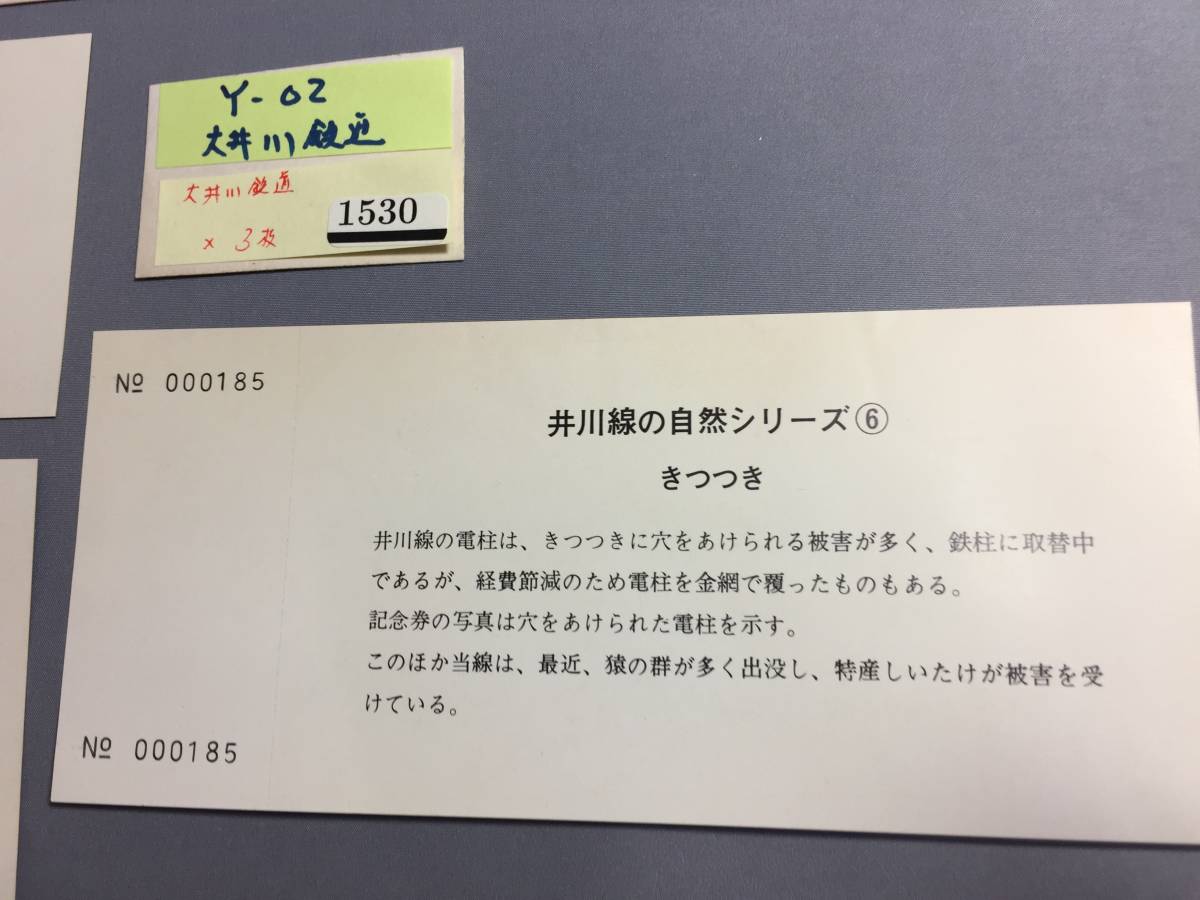 Y-02
大井川鉄道
大井川鉄道
× 3枚
1530
№ 000185
井川線の自然シリーズ⑥
きつつき
井川線の電柱は、きつつきに穴をあけられる被害が多く、鉄柱に取替中
であるが、経費節減のため電柱を金網で覆ったものもある。
記念券の写真は穴をあけられた電柱を示す。
このほか当線は、最近、猿の群が多く出没し、特産しいたけが被害を受
けている。
№ 000185